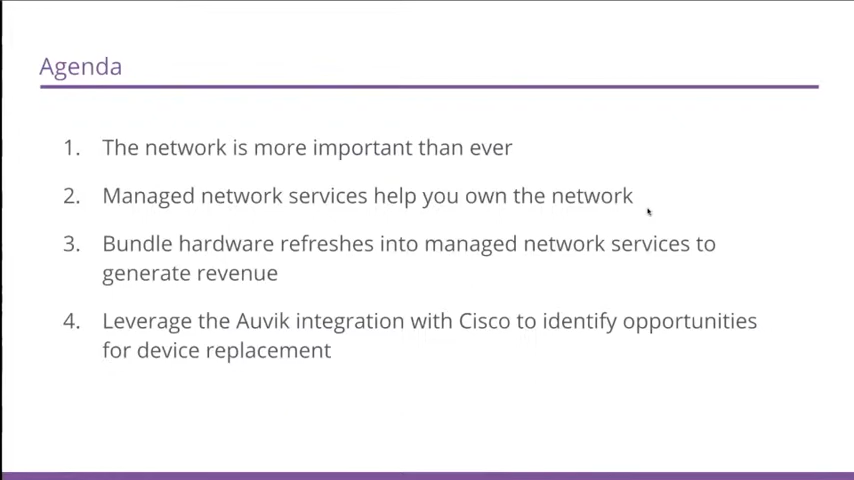 Agenda
1. The network is more important than ever
2. Managed network services help you own the network
3. Bundle hardware refreshes into managed network services to
generate revenue
4. Leverage the Auvik integration with Cisco to identify opportunities
for device replacement